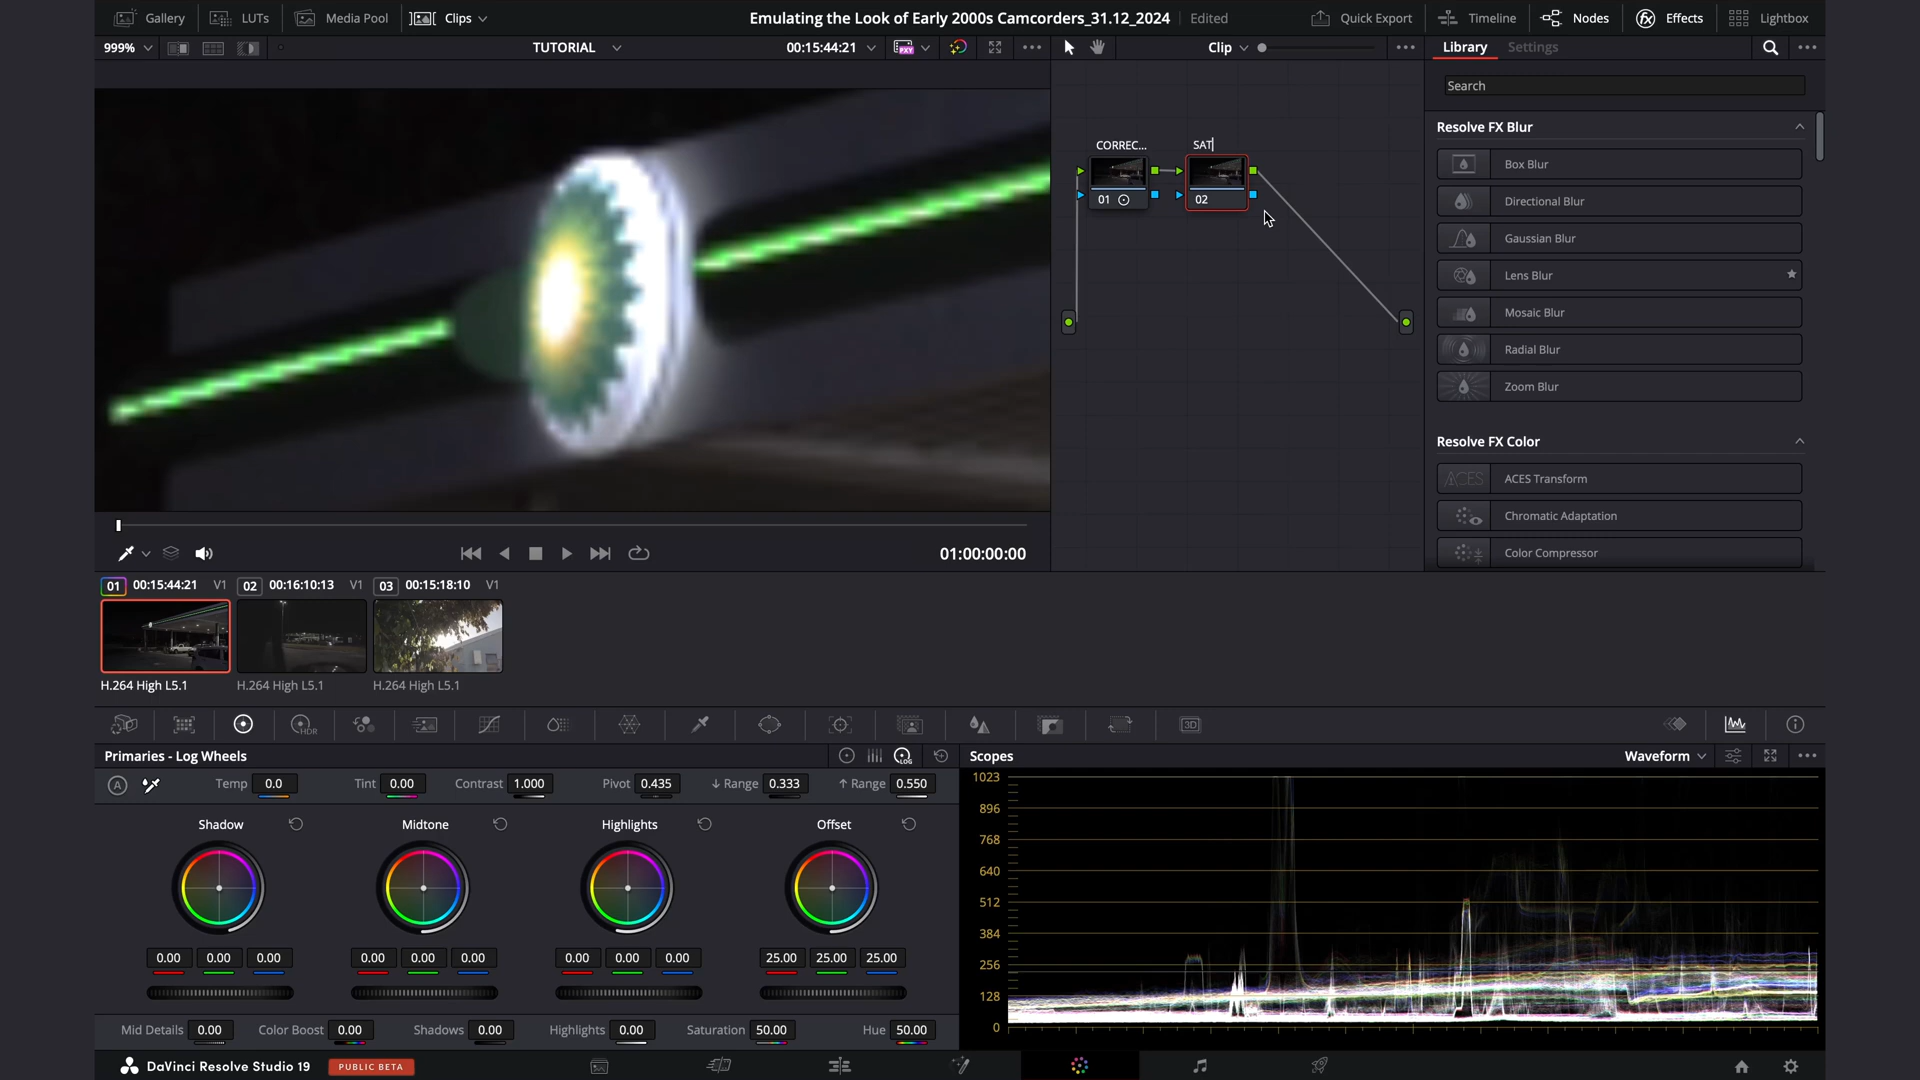 Gallery LUTs Media Pool Clips Emulating the Look of Early 2000s Camcorders_31.12_2024 Edited Quick Export Timeline Nodes Effects Lightbox
999% TUTORIAL 00:15:44:21 PXY Clip Library Settings
Search
Resolve FX Blur
Box Blur
Directional Blur
Gaussian Blur
Lens Blur
Mosaic Blur
Radial Blur
Zoom Blur
Resolve FX Color
ACES ACES Transform
Chromatic Adaptation
Color Compressor
CORREC... SAT
01 02
01:00:00:00
01 00:15:44:21 V1 02 00:16:10:13 V1 03 00:15:18:10 V1
H.264 High L5.1 H.264 High L5.1 H.264 High L5.1
HDR 3D
Primaries - Log Wheels LOG
A Temp 0.0 Tint 0.00 Contrast 1.000 Pivot 0.435 ↓ Range 0.333 ↑ Range 0.550
Shadow Midtone Highlights Offset
0.00 0.00 0.00 0.00 0.00 0.00 0.00 0.00 0.00 25.00 25.00 25.00
Mid Details 0.00 Color Boost 0.00 Shadows 0.00 Highlights 0.00 Saturation 50.00 Hue 50.00
Scopes Waveform
1023
896
768
640
512
384
256
128
0
DaVinci Resolve Studio 19 PUBLIC BETA